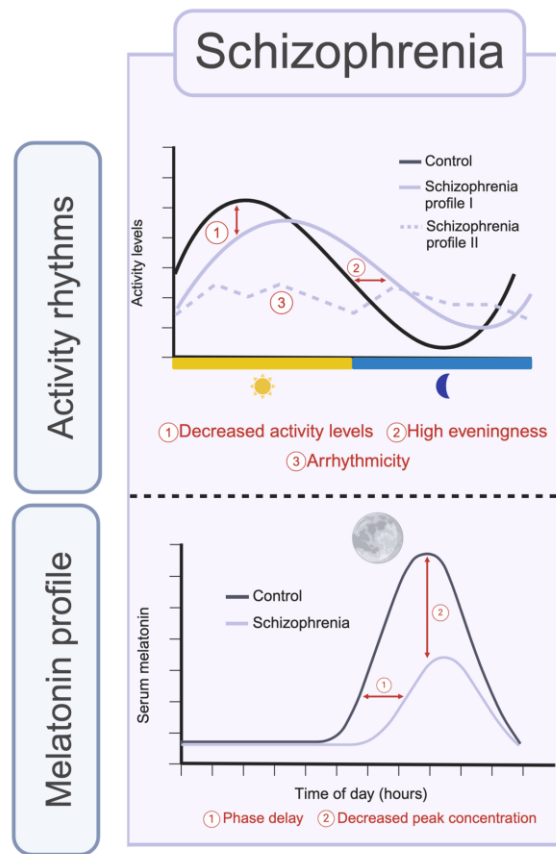 Schizophrenia
Activity rhythms
Activity levels
Control
Schizophrenia
profile I
Schizophrenia
profile II
1
2
3
1 Decreased activity levels 2 High eveningness
3 Arrhythmicity
Melatonin profile
Serum melatonin
Control
Schizophrenia
2
1
Time of day (hours)
1 Phase delay 2 Decreased peak concentration